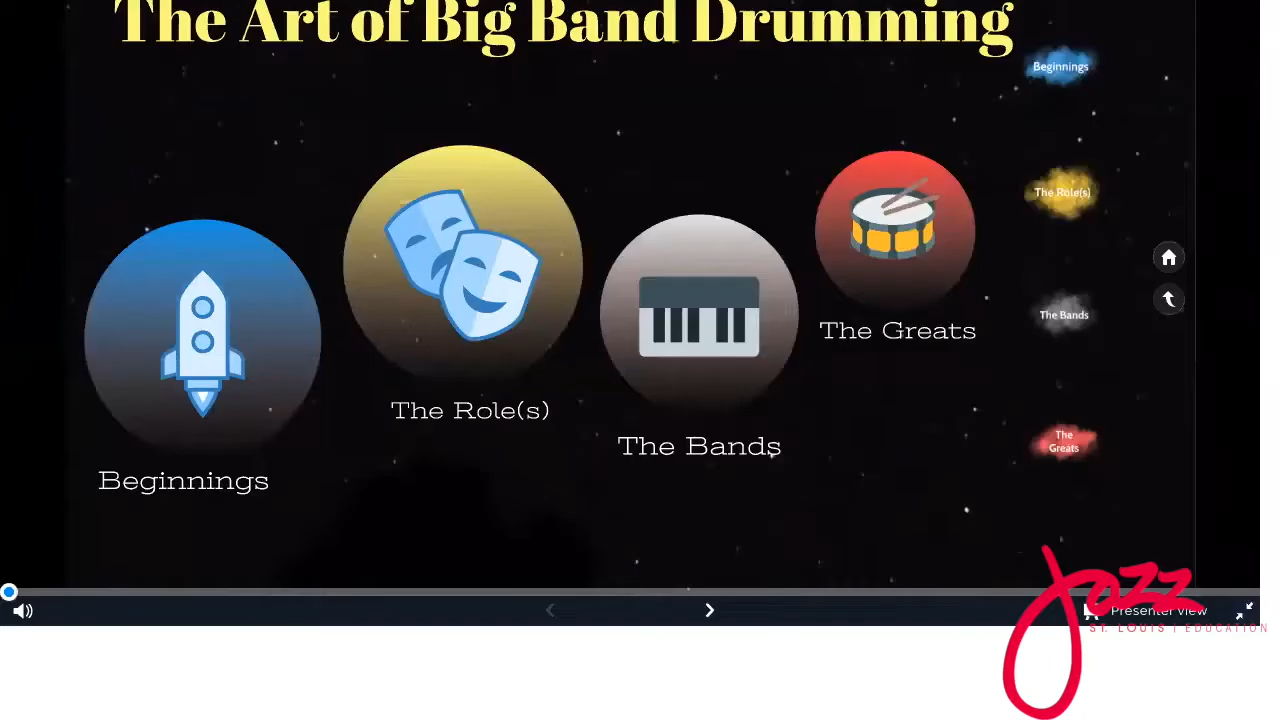 The Art of Big Band Drumming
Beginnings
The Role(s)
The Bands
The Greats
Beginnings
The Role(s)
The Bands
The
Greats
Presenter view
Jazz
ST. LOUIS | EDUCATION